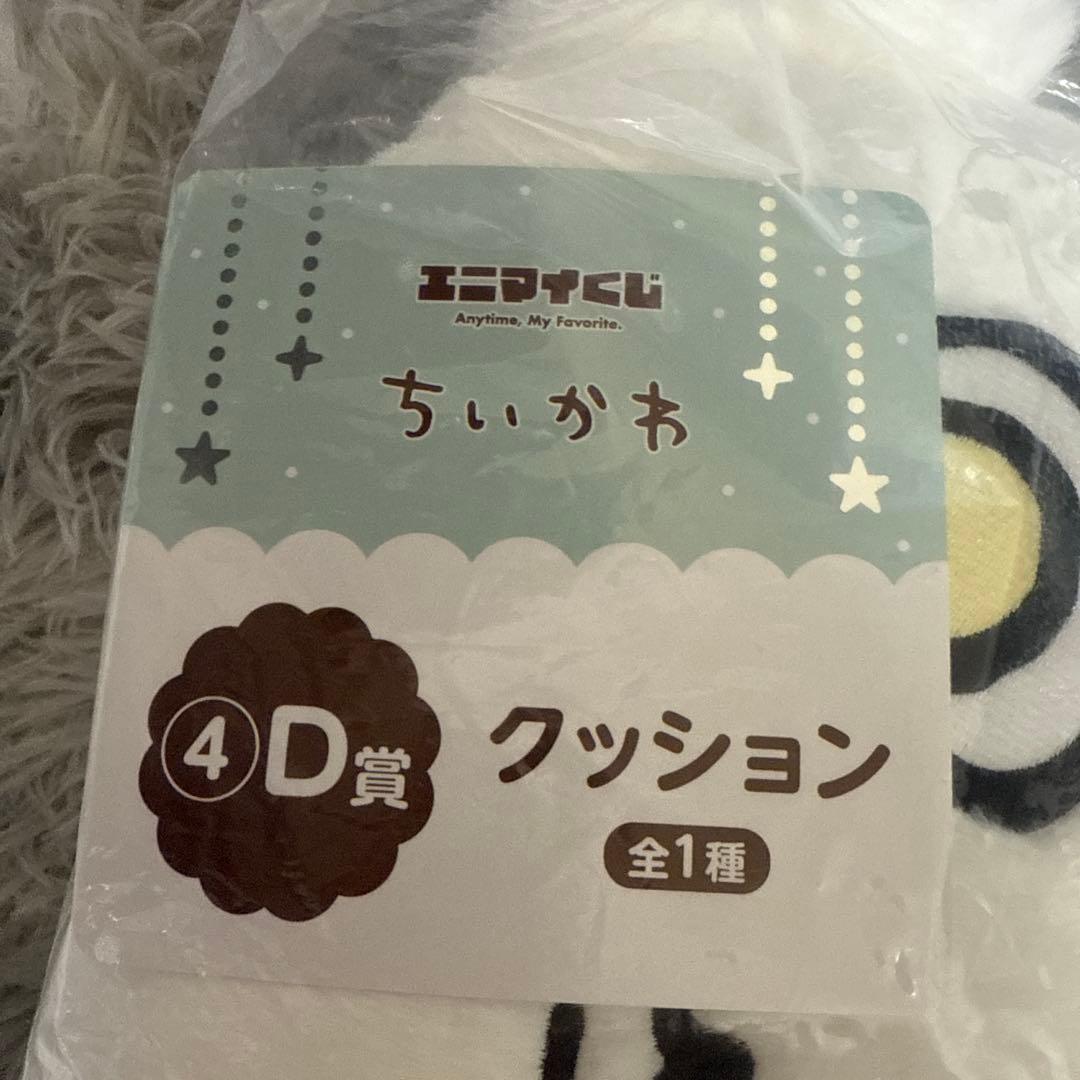 エニマイくじ
Anytime, My Favorite.
ちいかわ
④D賞 クッション
全1種